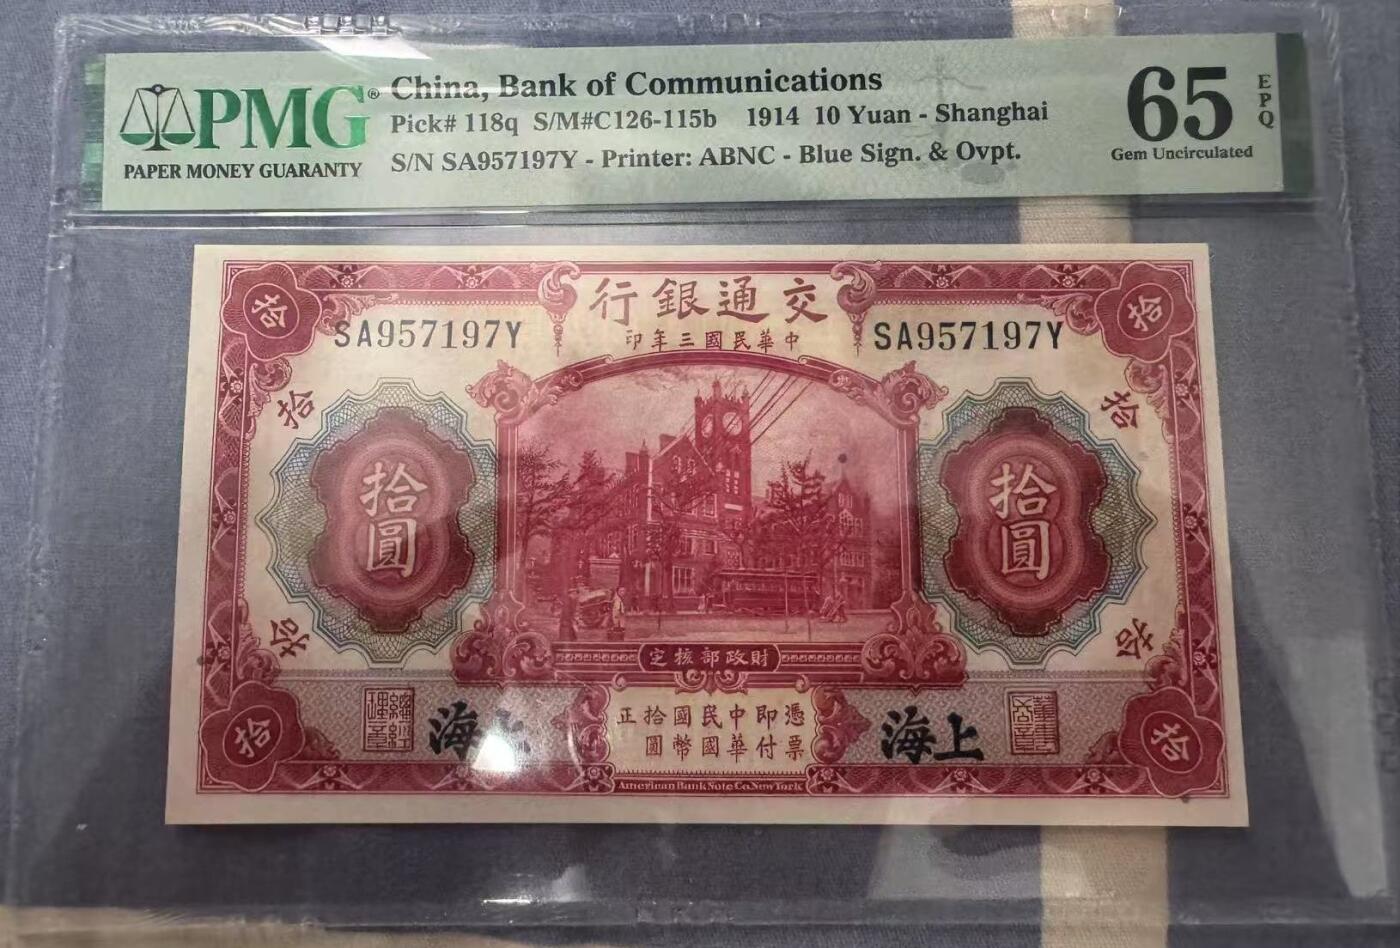 PMG®
PAPER MONEY GUARANTY
China, Bank of Communications
Pick# 118q S/M#C126-115b 1914 10 Yuan - Shanghai
S/N SA957197Y - Printer: ABNC - Blue Sign. & Ovpt.
65
EPQ
Gem Uncirculated
行銀通交
印年三國民華中
SA957197Y
SA957197Y
拾
拾
拾
拾
拾圓
拾圓
拾
拾
定核部政財
正拾國民中即憑
圓幣國華付票
海上
海上
拾
拾
American Bank Note Co. New York